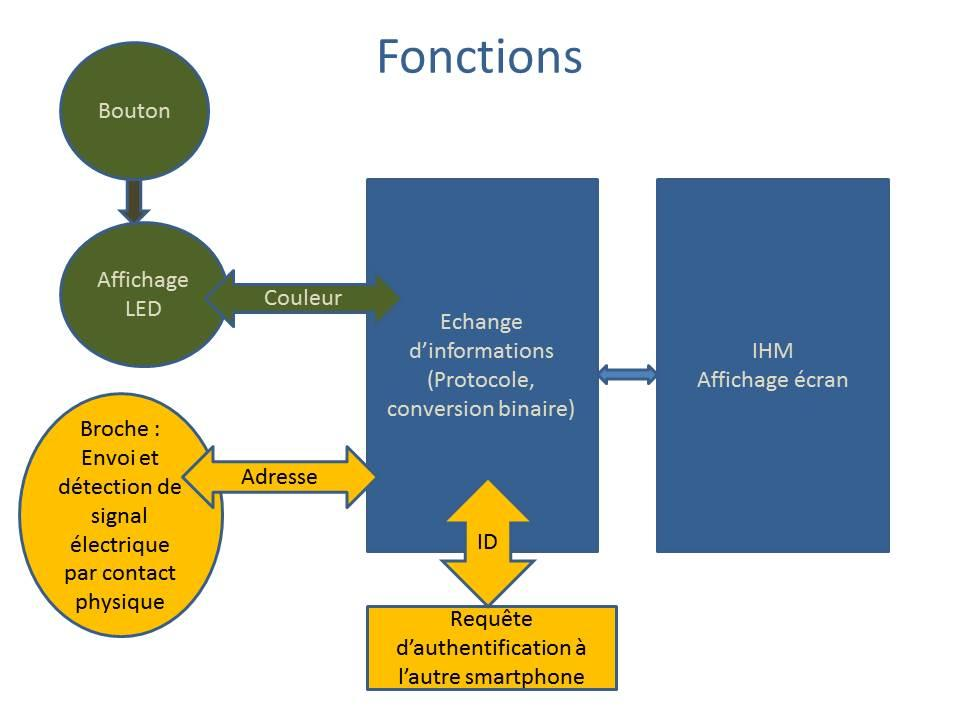 Fonctions
Bouton
Affichage
LED
Couleur
Echange
d’informations
(Protocole,
conversion binaire)
IHM
Affichage écran
Broche :
Envoi et
détection de
signal
électrique
par contact
physique
Adresse
ID
Requête
d’authentification à
l’autre smartphone